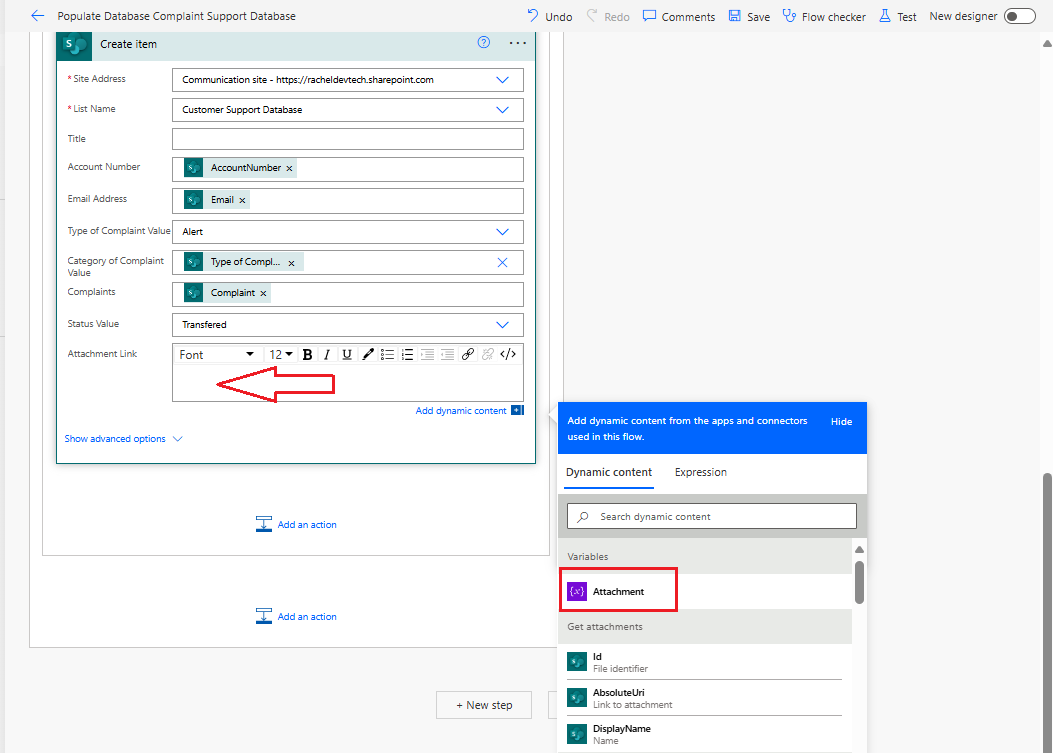 Populate Database Complaint Support Database
Undo
Redo
Comments
Save
Flow checker
Test
New designer
S
Create item
?
...
* Site Address
Communication site - https://racheldevtech.sharepoint.com
* List Name
Customer Support Database
Title
Account Number
S AccountNumber ×
Email Address
S Email ×
Type of Complaint Value
Alert
Category of Complaint
Value
S Type of Compl... ×
Complaints
S Complaint ×
Status Value
Transfered
Attachment Link
Font 12 B I U </>
Add dynamic content +
Show advanced options
Add an action
Add an action
+ New step
Add dynamic content from the apps and connectors
used in this flow.
Hide
Dynamic content
Expression
Search dynamic content
Variables
{x} Attachment
Get attachments
S Id
File identifier
S AbsoluteUri
Link to attachment
S DisplayName
Name